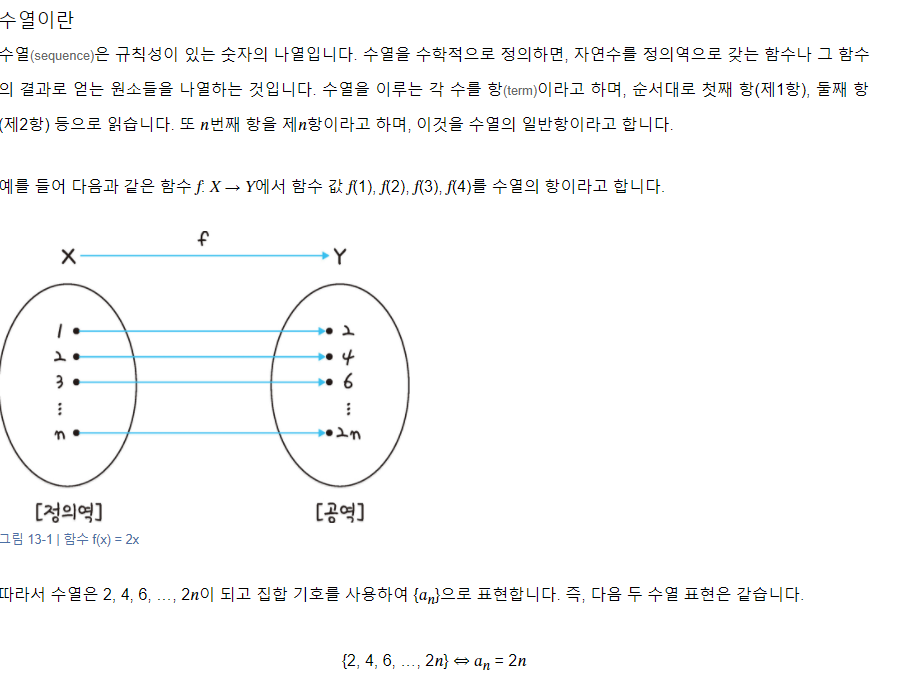 수열이란
수열(sequence)은 규칙성이 있는 숫자의 나열입니다. 수열을 수학적으로 정의하면, 자연수를 정의역으로 갖는 함수나 그 함수
의 결과로 얻는 원소들을 나열하는 것입니다. 수열을 이루는 각 수를 항(term)이라고 하며, 순서대로 첫째 항(제1항), 둘째 항
(제2항) 등으로 읽습니다. 또 n번째 항을 제n항이라고 하며, 이것을 수열의 일반항이라고 합니다.
예를 들어 다음과 같은 함수 f: X → Y에서 함수 값 f(1), f(2), f(3), f(4)를 수열의 항이라고 합니다.
f
X Y
1 2
2 4
3 6
⋮ ⋮
n 2n
[정의역] [공역]
그림 13-1 | 함수 f(x) = 2x
따라서 수열은 2, 4, 6, …, 2n이 되고 집합 기호를 사용하여 {aₙ}으로 표현합니다. 즉, 다음 두 수열 표현은 같습니다.
{2, 4, 6, …, 2n} ⇔ aₙ = 2n